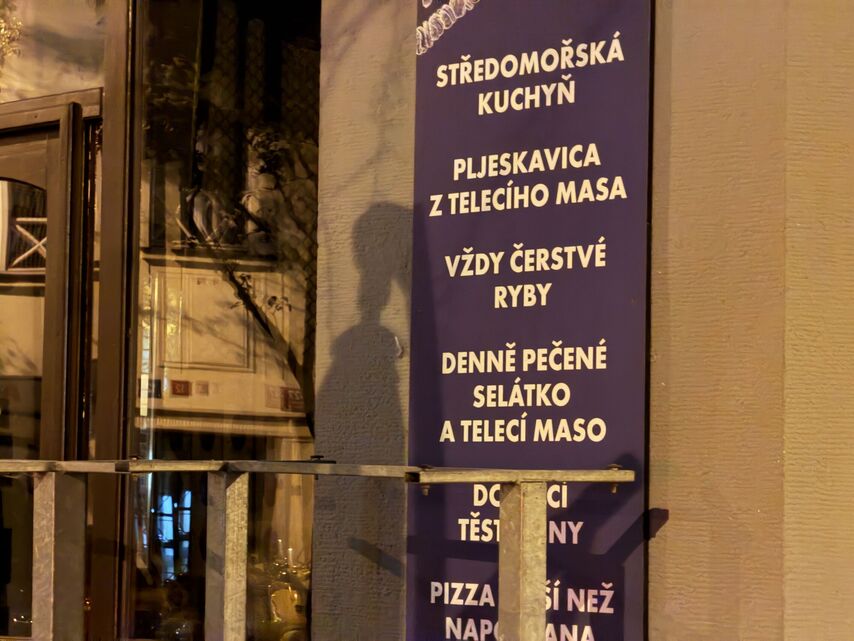 STŘEDOMOŘSKÁ
KUCHYŇ
PLJESKAVICA
Z TELECÍHO MASA
VŽDY ČERSTVÉ
RYBY
DENNĚ PEČENÉ
SELÁTKO
A TELECÍ MASO
PIZZA NEŽ